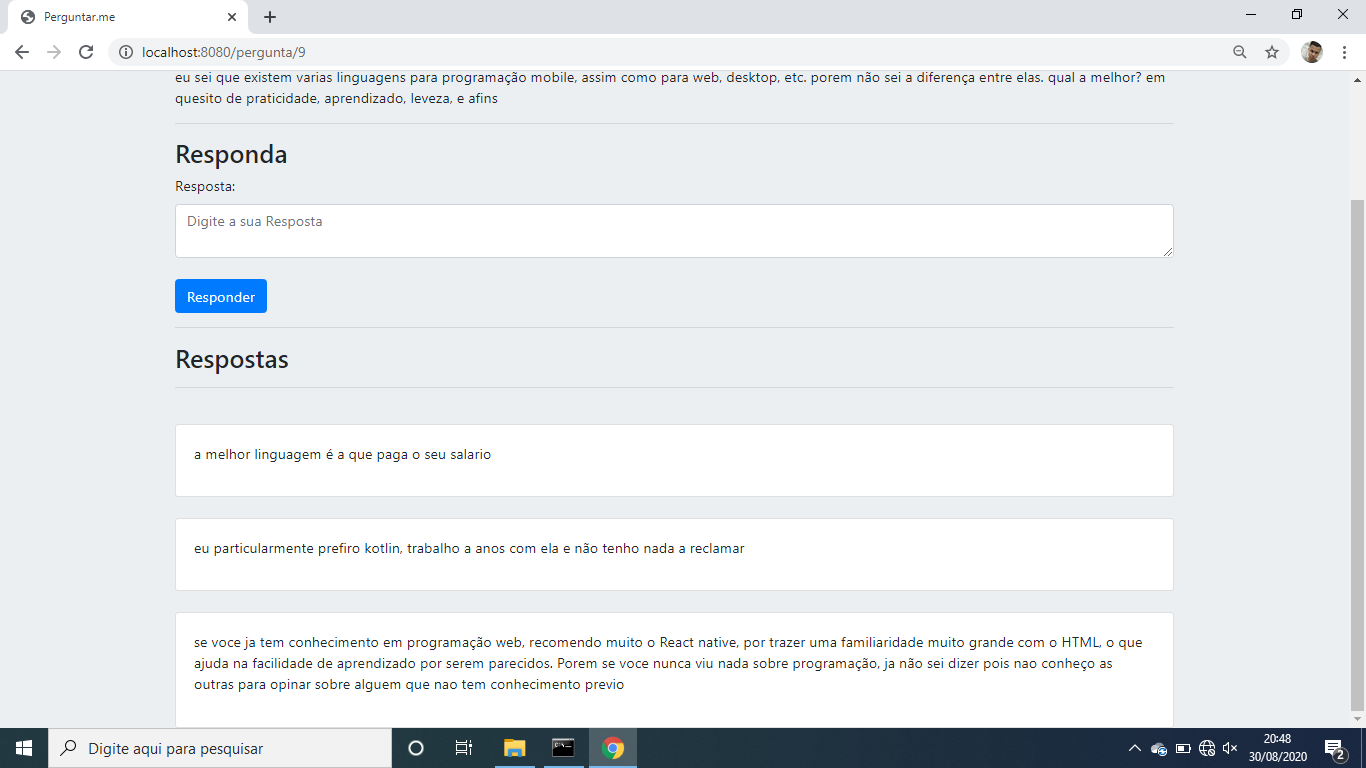 Perguntar.me
localhost:8080/pergunta/9
eu sei que existem varias linguagens para programação mobile, assim como para web, desktop, etc. porem não sei a diferença entre elas. qual a melhor? em
quesito de praticidade, aprendizado, leveza, e afins
Responda
Resposta:
Digite a sua Resposta
Responder
Respostas
a melhor linguagem é a que paga o seu salario
eu particularmente prefiro kotlin, trabalho a anos com ela e não tenho nada a reclamar
se voce ja tem conhecimento em programação web, recomendo muito o React native, por trazer uma familiaridade muito grande com o HTML, o que
ajuda na facilidade de aprendizado por serem parecidos. Porem se voce nunca viu nada sobre programação, ja não sei dizer pois nao conheço as
outras para opinar sobre alguem que nao tem conhecimento previo
Digite aqui para pesquisar
20:48
30/08/2020
2